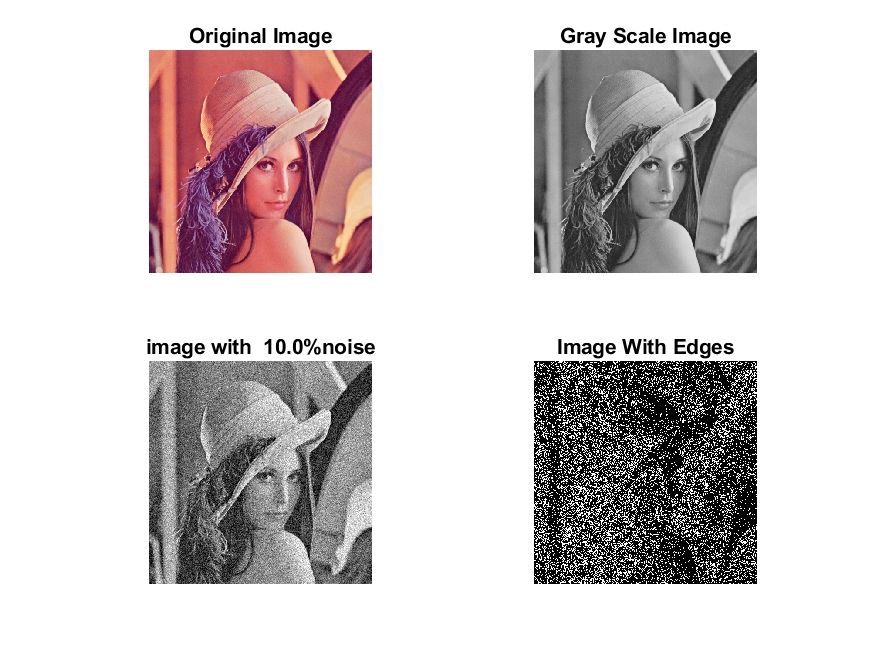 Original Image
Gray Scale Image
image with  10.0%noise
Image With Edges